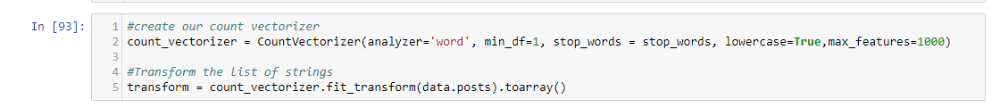 In [93]:
1 #create our count vectorizer
2 count_vectorizer = CountVectorizer(analyzer='word', min_df=1, stop_words = stop_words, lowercase=True,max_features=1000)
3
4 #Transform the list of strings
5 transform = count_vectorizer.fit_transform(data.posts).toarray()